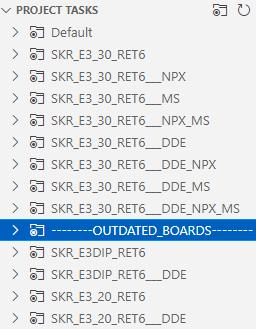 PROJECT TASKS
Default
SKR_E3_30_RET6
SKR_E3_30_RET6___NPX
SKR_E3_30_RET6___MS
SKR_E3_30_RET6___NPX_MS
SKR_E3_30_RET6___DDE
SKR_E3_30_RET6___DDE_NPX
SKR_E3_30_RET6___DDE_MS
SKR_E3_30_RET6___DDE_NPX_MS
--------OUTDATED_BOARDS--------
SKR_E3DIP_RET6
SKR_E3DIP_RET6___DDE
SKR_E3_20_RET6
SKR_E3_20_RET6___DDE